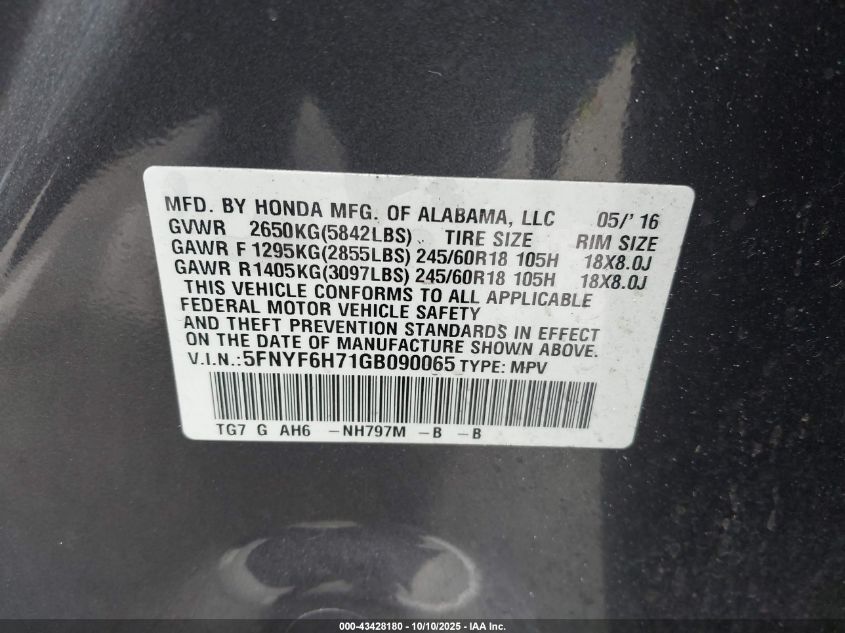 MFD. BY HONDA MFG. OF ALABAMA, LLC 05/' 16
GVWR 2650KG(5842LBS) TIRE SIZE RIM SIZE
GAWR F 1295KG(2855LBS) 245/60R18 105H 18X8.0J
GAWR R1405KG(3097LBS) 245/60R18 105H 18X8.0J
THIS VEHICLE CONFORMS TO ALL APPLICABLE
FEDERAL MOTOR VEHICLE SAFETY
AND THEFT PREVENTION STANDARDS IN EFFECT
ON THE DATE OF MANUFACTURE SHOWN ABOVE.
V.I.N.:5FNYF6H71GB090065 TYPE: MPV
TG7 G AH6 -NH797M -B -B
000-43428180 - 10/10/2025 - IAA Inc.